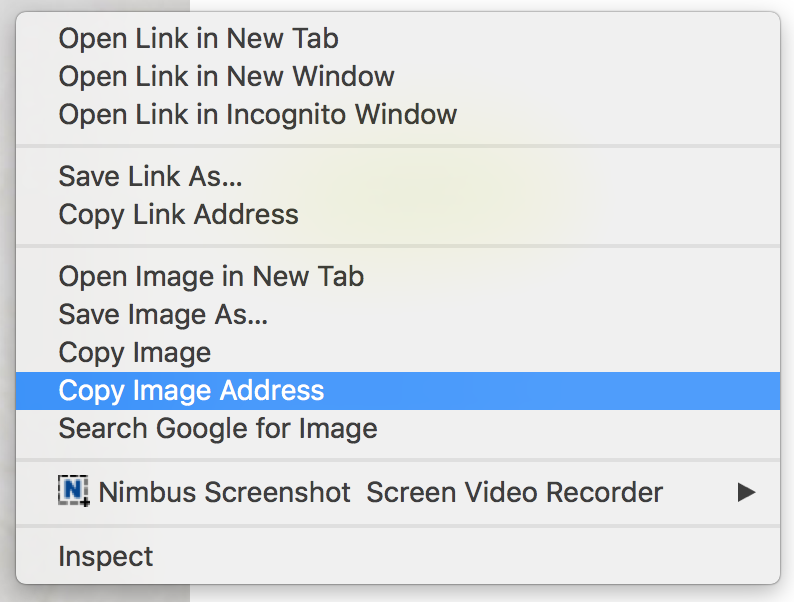 Open Link in New Tab
Open Link in New Window
Open Link in Incognito Window
Save Link As...
Copy Link Address
Open Image in New Tab
Save Image As...
Copy Image
Copy Image Address
Search Google for Image
N Nimbus Screenshot  Screen Video Recorder
Inspect